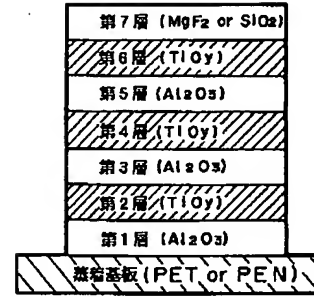 第7層 (MgF2 or SiO2)
第6層 (TiOy)
第5層 (Al2O3)
第4層 (TiOy)
第3層 (Al2O3)
第2層 (TiOy)
第1層 (Al2O3)
蒸着基板 (PET or PEN)